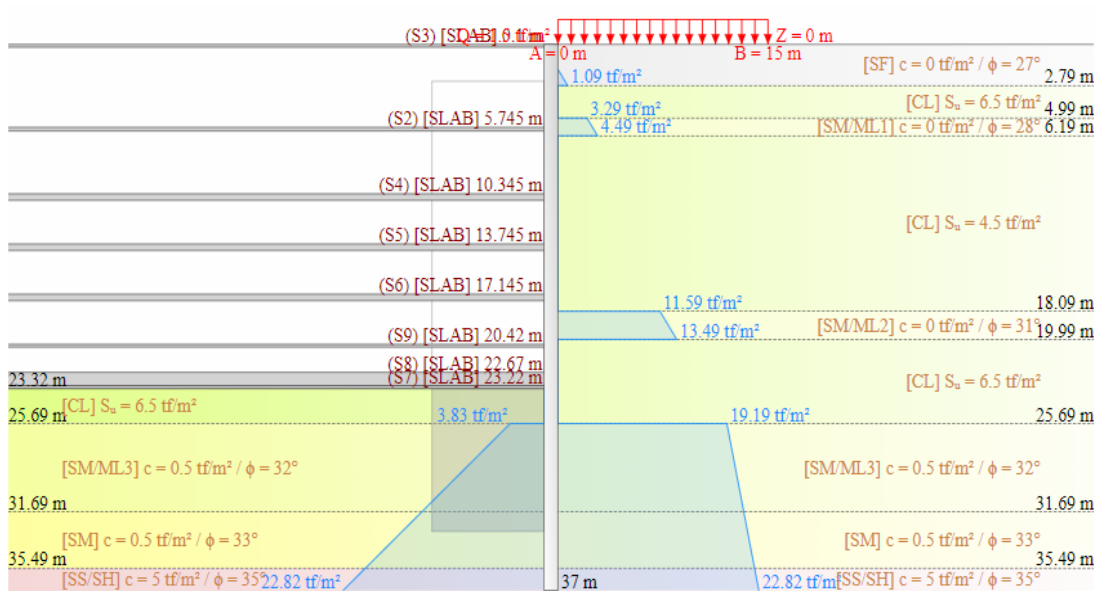 (S3) [SLAB] 0.1 m
Z = 0 m
A = 0 m
B = 15 m
[SF] c = 0 tf/m² / ϕ = 27°
1.09 tf/m²
2.79 m
[CL] Sᵤ = 6.5 tf/m²
3.29 tf/m²
4.99 m
(S2) [SLAB] 5.745 m
4.49 tf/m²
[SM/ML1] c = 0 tf/m² / ϕ = 28°
6.19 m
(S4) [SLAB] 10.345 m
[CL] Sᵤ = 4.5 tf/m²
(S5) [SLAB] 13.745 m
(S6) [SLAB] 17.145 m
11.59 tf/m²
18.09 m
13.49 tf/m²
[SM/ML2] c = 0 tf/m² / ϕ = 31°
19.99 m
(S9) [SLAB] 20.42 m
(S8) [SLAB] 22.67 m
(S7) [SLAB] 23.22 m
23.32 m
[CL] Sᵤ = 6.5 tf/m²
[CL] Sᵤ = 6.5 tf/m²
25.69 m
3.83 tf/m²
19.19 tf/m²
25.69 m
[SM/ML3] c = 0.5 tf/m² / ϕ = 32°
[SM/ML3] c = 0.5 tf/m² / ϕ = 32°
31.69 m
31.69 m
[SM] c = 0.5 tf/m² / ϕ = 33°
[SM] c = 0.5 tf/m² / ϕ = 33°
35.49 m
35.49 m
[SS/SH] c = 5 tf/m² / ϕ = 35°
22.82 tf/m²
37 m
22.82 tf/m²
[SS/SH] c = 5 tf/m² / ϕ = 35°